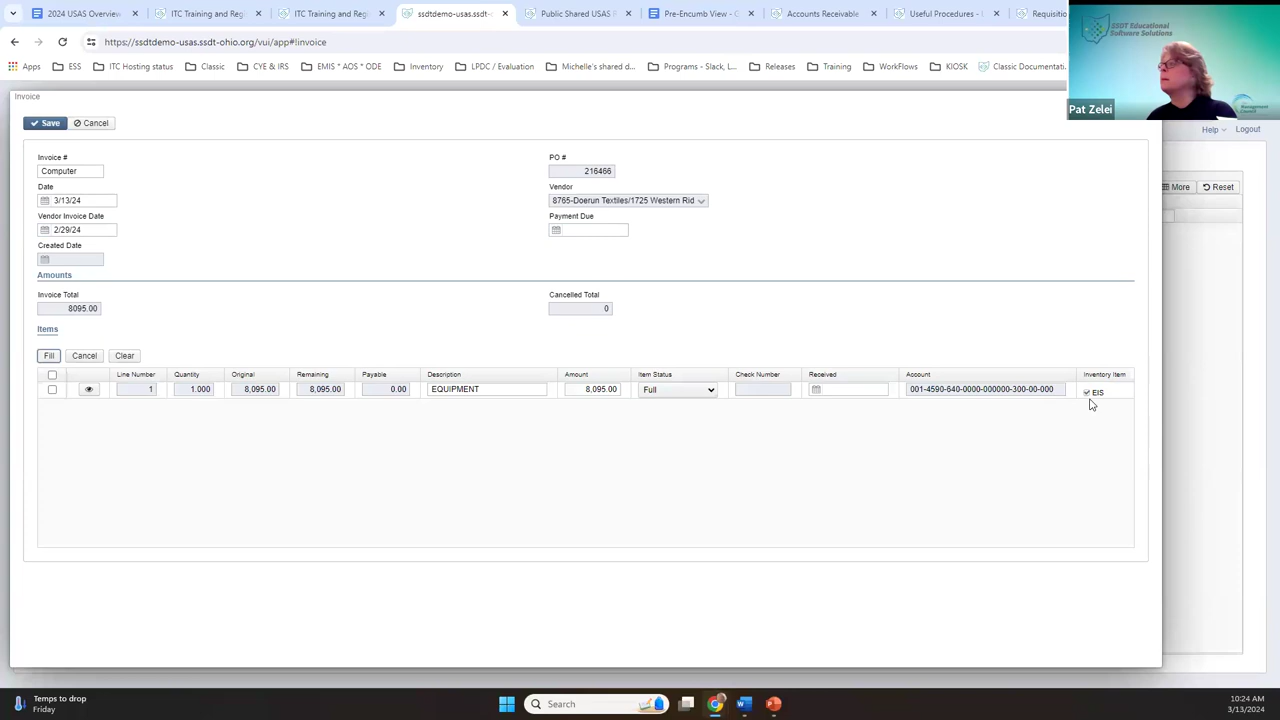 2024 USAS Overview
ITC Training and Reg
ITC Training and Reg
ssdtdemo-usas.ssdt-
Public Shared USAS
Pre-Encumb View
Accounts Receivable
Useful Procedures -
Requisitio
https://ssdtdemo-usas.ssdt-ohio.org/vui/app#!invoice
Apps ESS ITC Hosting status Classic CYE & IRS EMIS * AOS * ODE Inventory LPDC / Evaluation Michelle's shared d... Programs - Slack, L... Releases Training WorkFlows KIOSK Classic Documentati
SSDT Educational
Software Solutions
Management
Council
Pat Zelei
Help Logout
More Reset
Invoice
Save Cancel
Invoice # PO #
Computer 216466
Date Vendor
3/13/24 8765-Doerun Textiles/1725 Western Rid
Vendor Invoice Date Payment Due
2/29/24
Created Date
Amounts
Invoice Total Cancelled Total
8095.00 0
Items
Fill Cancel Clear
Line Number Quantity Original Remaining Payable Description Amount Item Status Check Number Received Account Inventory Item
1 1.000 8,095.00 8,095.00 0.00 EQUIPMENT 8,095.00 Full 001-4590-640-0000-000000-300-00-000 EIS
Temps to drop
Friday
Search
10:24 AM
3/13/2024